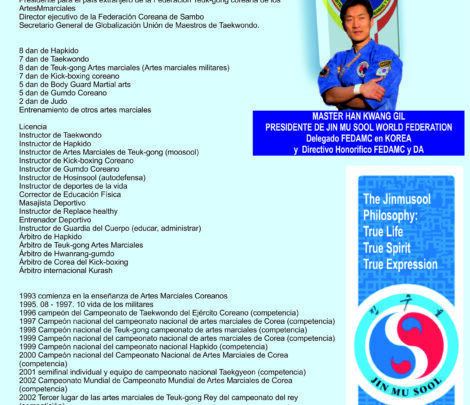 Presidente para el país extranjero de la Federación Teuk-gong coreana de los
ArtesMmarciales
Director ejecutivo de la Federación Coreana de Sambo
Secretario General de Globalización Unión de Maestros de Taekwondo.
8 dan de Hapkido
7 dan de Taekwondo
8 dan de Teuk-gong Artes marciales (Artes marciales militares)
7 dan de Kick-boxing coreano
5 dan de Body Guard Martial arts
5 dan de Gumdo Coreano
2 dan de Judo
Entrenamiento de otros artes marciales
Licencia
Instructor de Taekwondo
Instructor de Hapkido
Instructor de Artes Marciales de Teuk-gong (moosool)
Instructor de Kick-boxing Coreano
Instructor de Gumdo Coreano
Instructor de Hosinsool (autodefensa)
Instructor de deportes de la vida
Corrector de Educación Física
Masajista Deportivo
Instructor de Replace healthy
Entrenador Deportivo
Instructor de Guardia del Cuerpo (educar, administrar)
Árbitro de Hapkido
Árbitro de Teuk-gong Artes Marciales
Árbitro de Hwanrang-gumdo
Árbitro de Corea del Kick-boxing
Árbitro internacional Kurash
1993 comienza en la enseñanza de Artes Marciales Coreanos
1995. 08 - 1997. 10 vida de los militares
1996 campeón del Campeonato de Taekwondo del Ejército Coreano (competencia)
1997 Campeón nacional del campeonato nacional de artes marciales de Corea (competencia)
1998 Campeón nacional de Teuk-gong campeonato de artes marciales (competencia)
1999 Campeón nacional del campeonato nacional de artes marciales de Corea (competencia)
1999 Campeón nacional del campeonato nacional Hapkido (competencia)
2000 Campeón nacional del Campeonato Nacional de Artes Marciales de Corea
(competencia)
2001 semifinal individual y equipo de campeonato nacional Taekgyeon (competencia)
2002 Campeonato Mundial de Campeonato Mundial de Artes Marciales de Corea
(competencia)
2002 Tercer lugar de las artes marciales de Teuk-gong Rey del campeonato del rey
MASTER HAN KWANG GIL
PRESIDENTE DE JIN MU SOOL WORLD FEDERATION
Delegado FEDAMC en KOREA
y Directivo Honorifico FEDAMC y DA
The Jinmusool
Philosophy:
True Life
True Spirit
True Expression
진무술
JIN MU SOOL